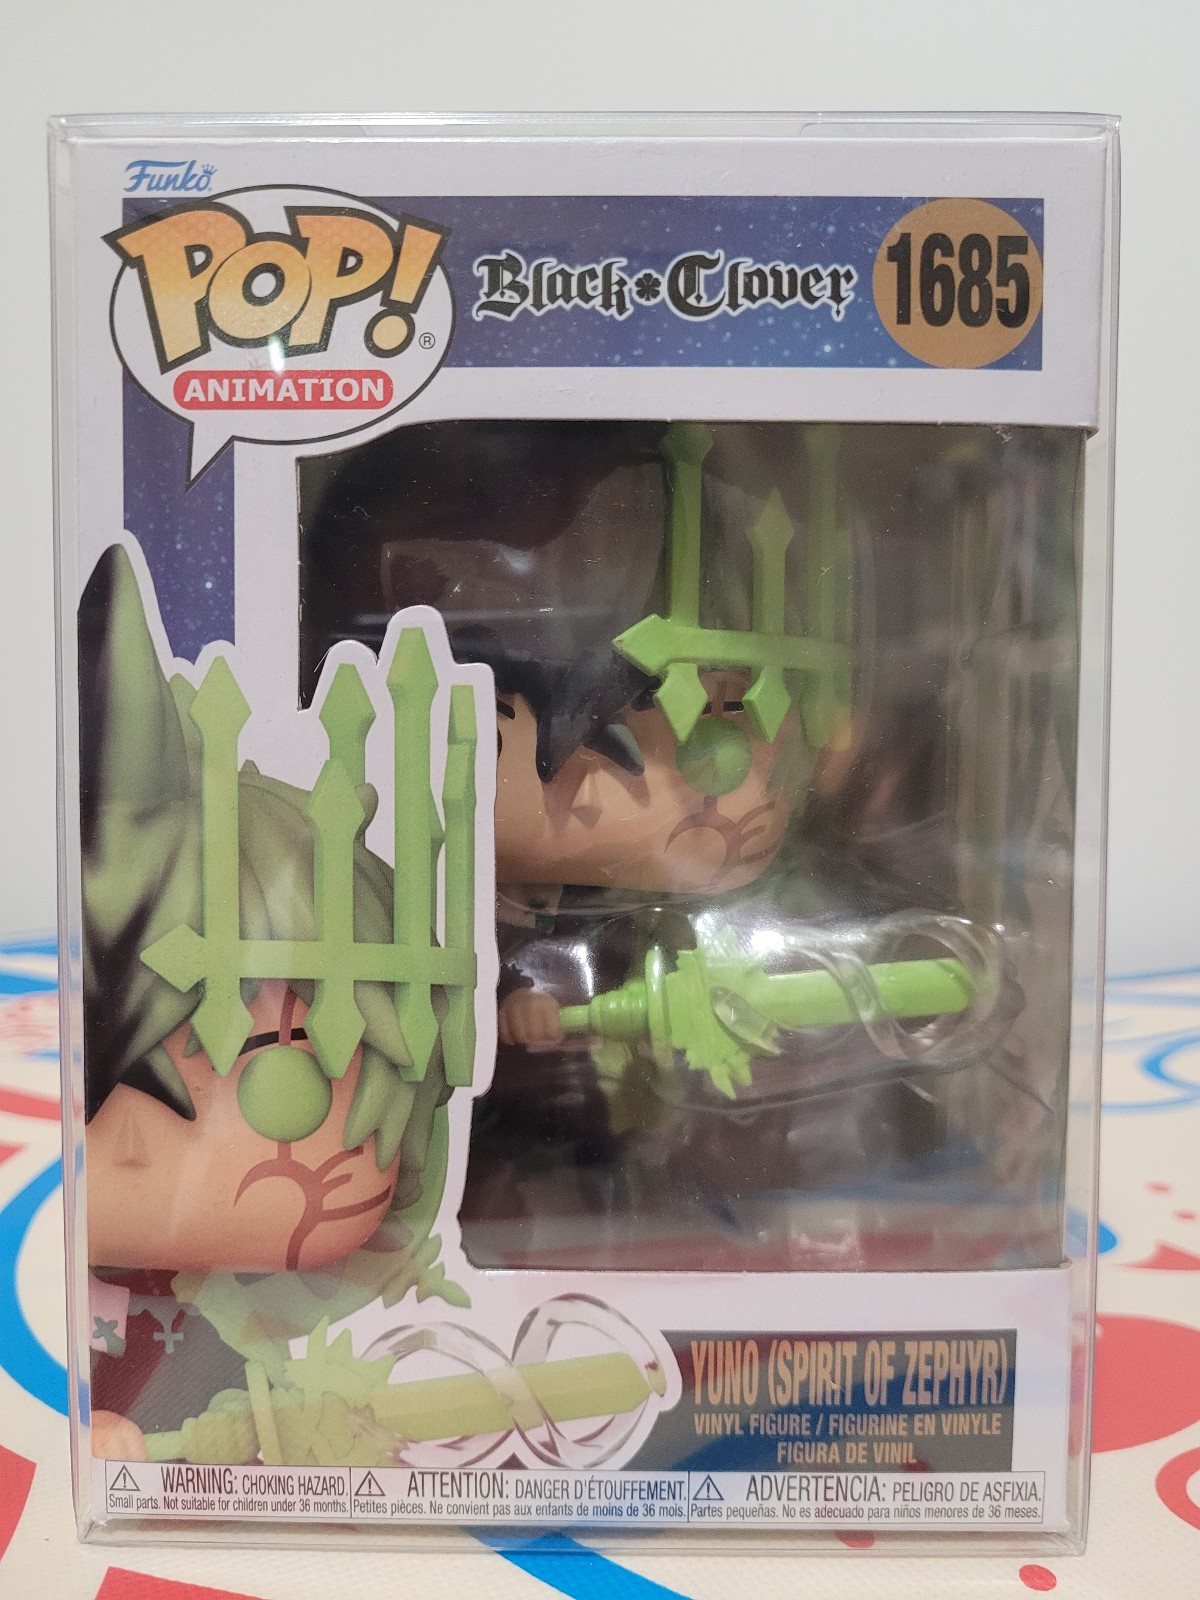 Funko
POP! ®
ANIMATION
Black Clover
1685
YUNO (SPIRIT OF ZEPHYR)
VINYL FIGURE / FIGURINE EN VINYLE
FIGURA DE VINIL
WARNING: CHOKING HAZARD.
Small parts. Not suitable for children under 36 months.
ATTENTION: DANGER D'ÉTOUFFEMENT.
Petites pièces. Ne convient pas aux enfants de moins de 36 mois.
ADVERTENCIA: PELIGRO DE ASFIXIA.
Partes pequeñas. No es adecuado para niños menores de 36 meses.